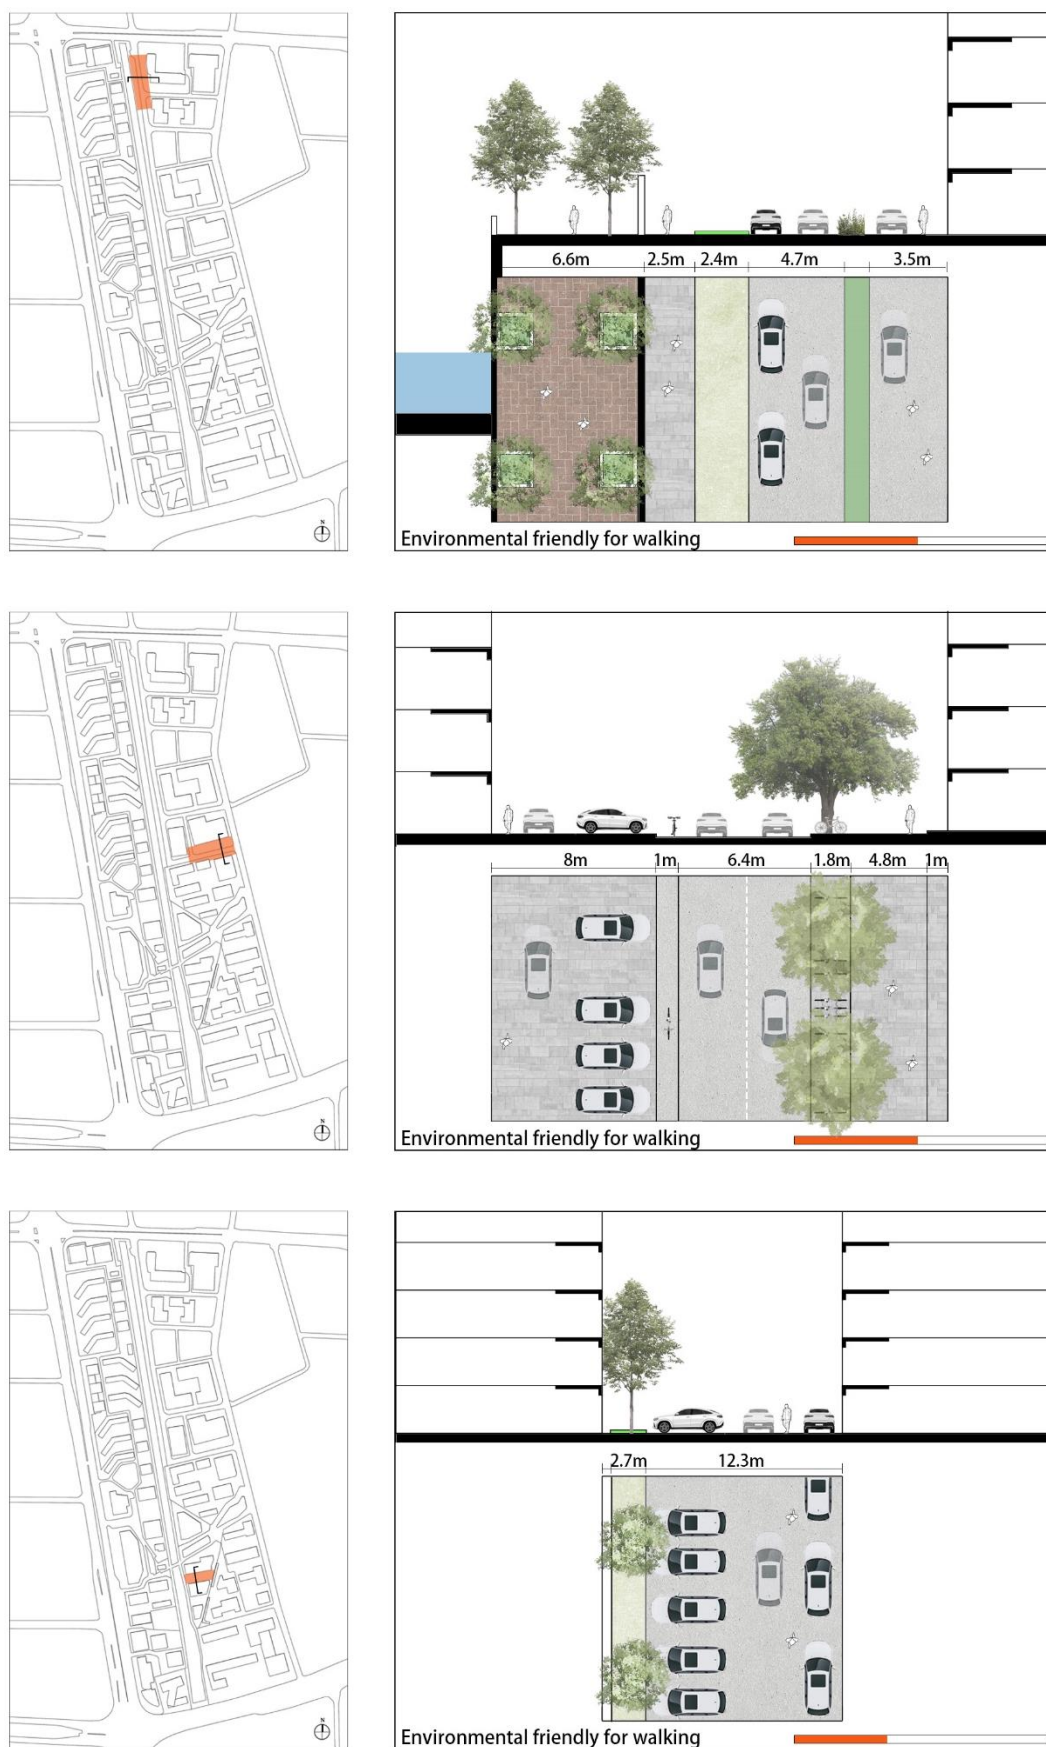 N
6.6m 2.5m 2.4m 4.7m 3.5m
Environmental friendly for walking
N
8m 1m 6.4m 1.8m 4.8m 1m
Environmental friendly for walking
N
2.7m 12.3m
Environmental friendly for walking